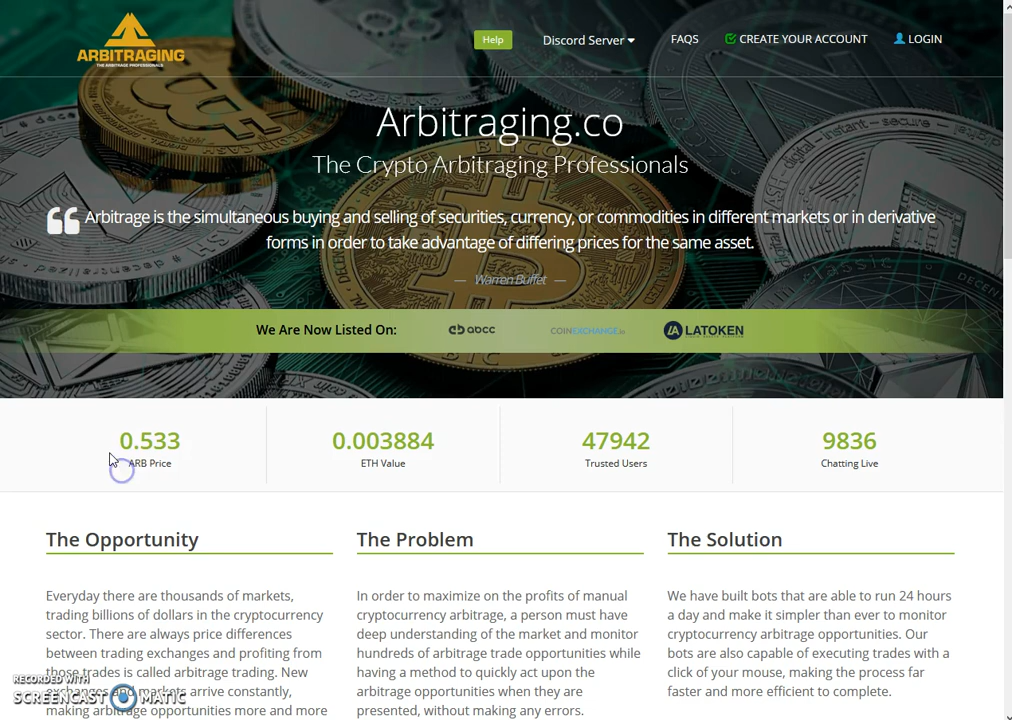 ARBITRAGING
THE ARBITRAGE PROFESSIONALS
Help
Discord Server
FAQS
CREATE YOUR ACCOUNT
LOGIN
Arbitraging.co
The Crypto Arbitraging Professionals
Arbitrage is the simultaneous buying and selling of securities, currency, or commodities in different markets or in derivative
forms in order to take advantage of differing prices for the same asset.
— Warren Buffet —
We Are Now Listed On:
abcc
COINEXCHANGE.io
LATOKEN
0.533
ARB Price
0.003884
ETH Value
47942
Trusted Users
9836
Chatting Live
The Opportunity
Everyday there are thousands of markets,
trading billions of dollars in the cryptocurrency
sector. There are always price differences
between trading exchanges and profiting from
those trades is called arbitrage trading. New
exchanges and markets arrive constantly,
making arbitrage opportunities more and more
The Problem
In order to maximize on the profits of manual
cryptocurrency arbitrage, a person must have
deep understanding of the market and monitor
hundreds of arbitrage trade opportunities while
having a method to quickly act upon the
arbitrage opportunities when they are
presented, without making any errors.
The Solution
We have built bots that are able to run 24 hours
a day and make it simpler than ever to monitor
cryptocurrency arbitrage opportunities. Our
bots are also capable of executing trades with a
click of your mouse, making the process far
faster and more efficient to complete.
RECORDED WITH
SCREENCAST MATIC